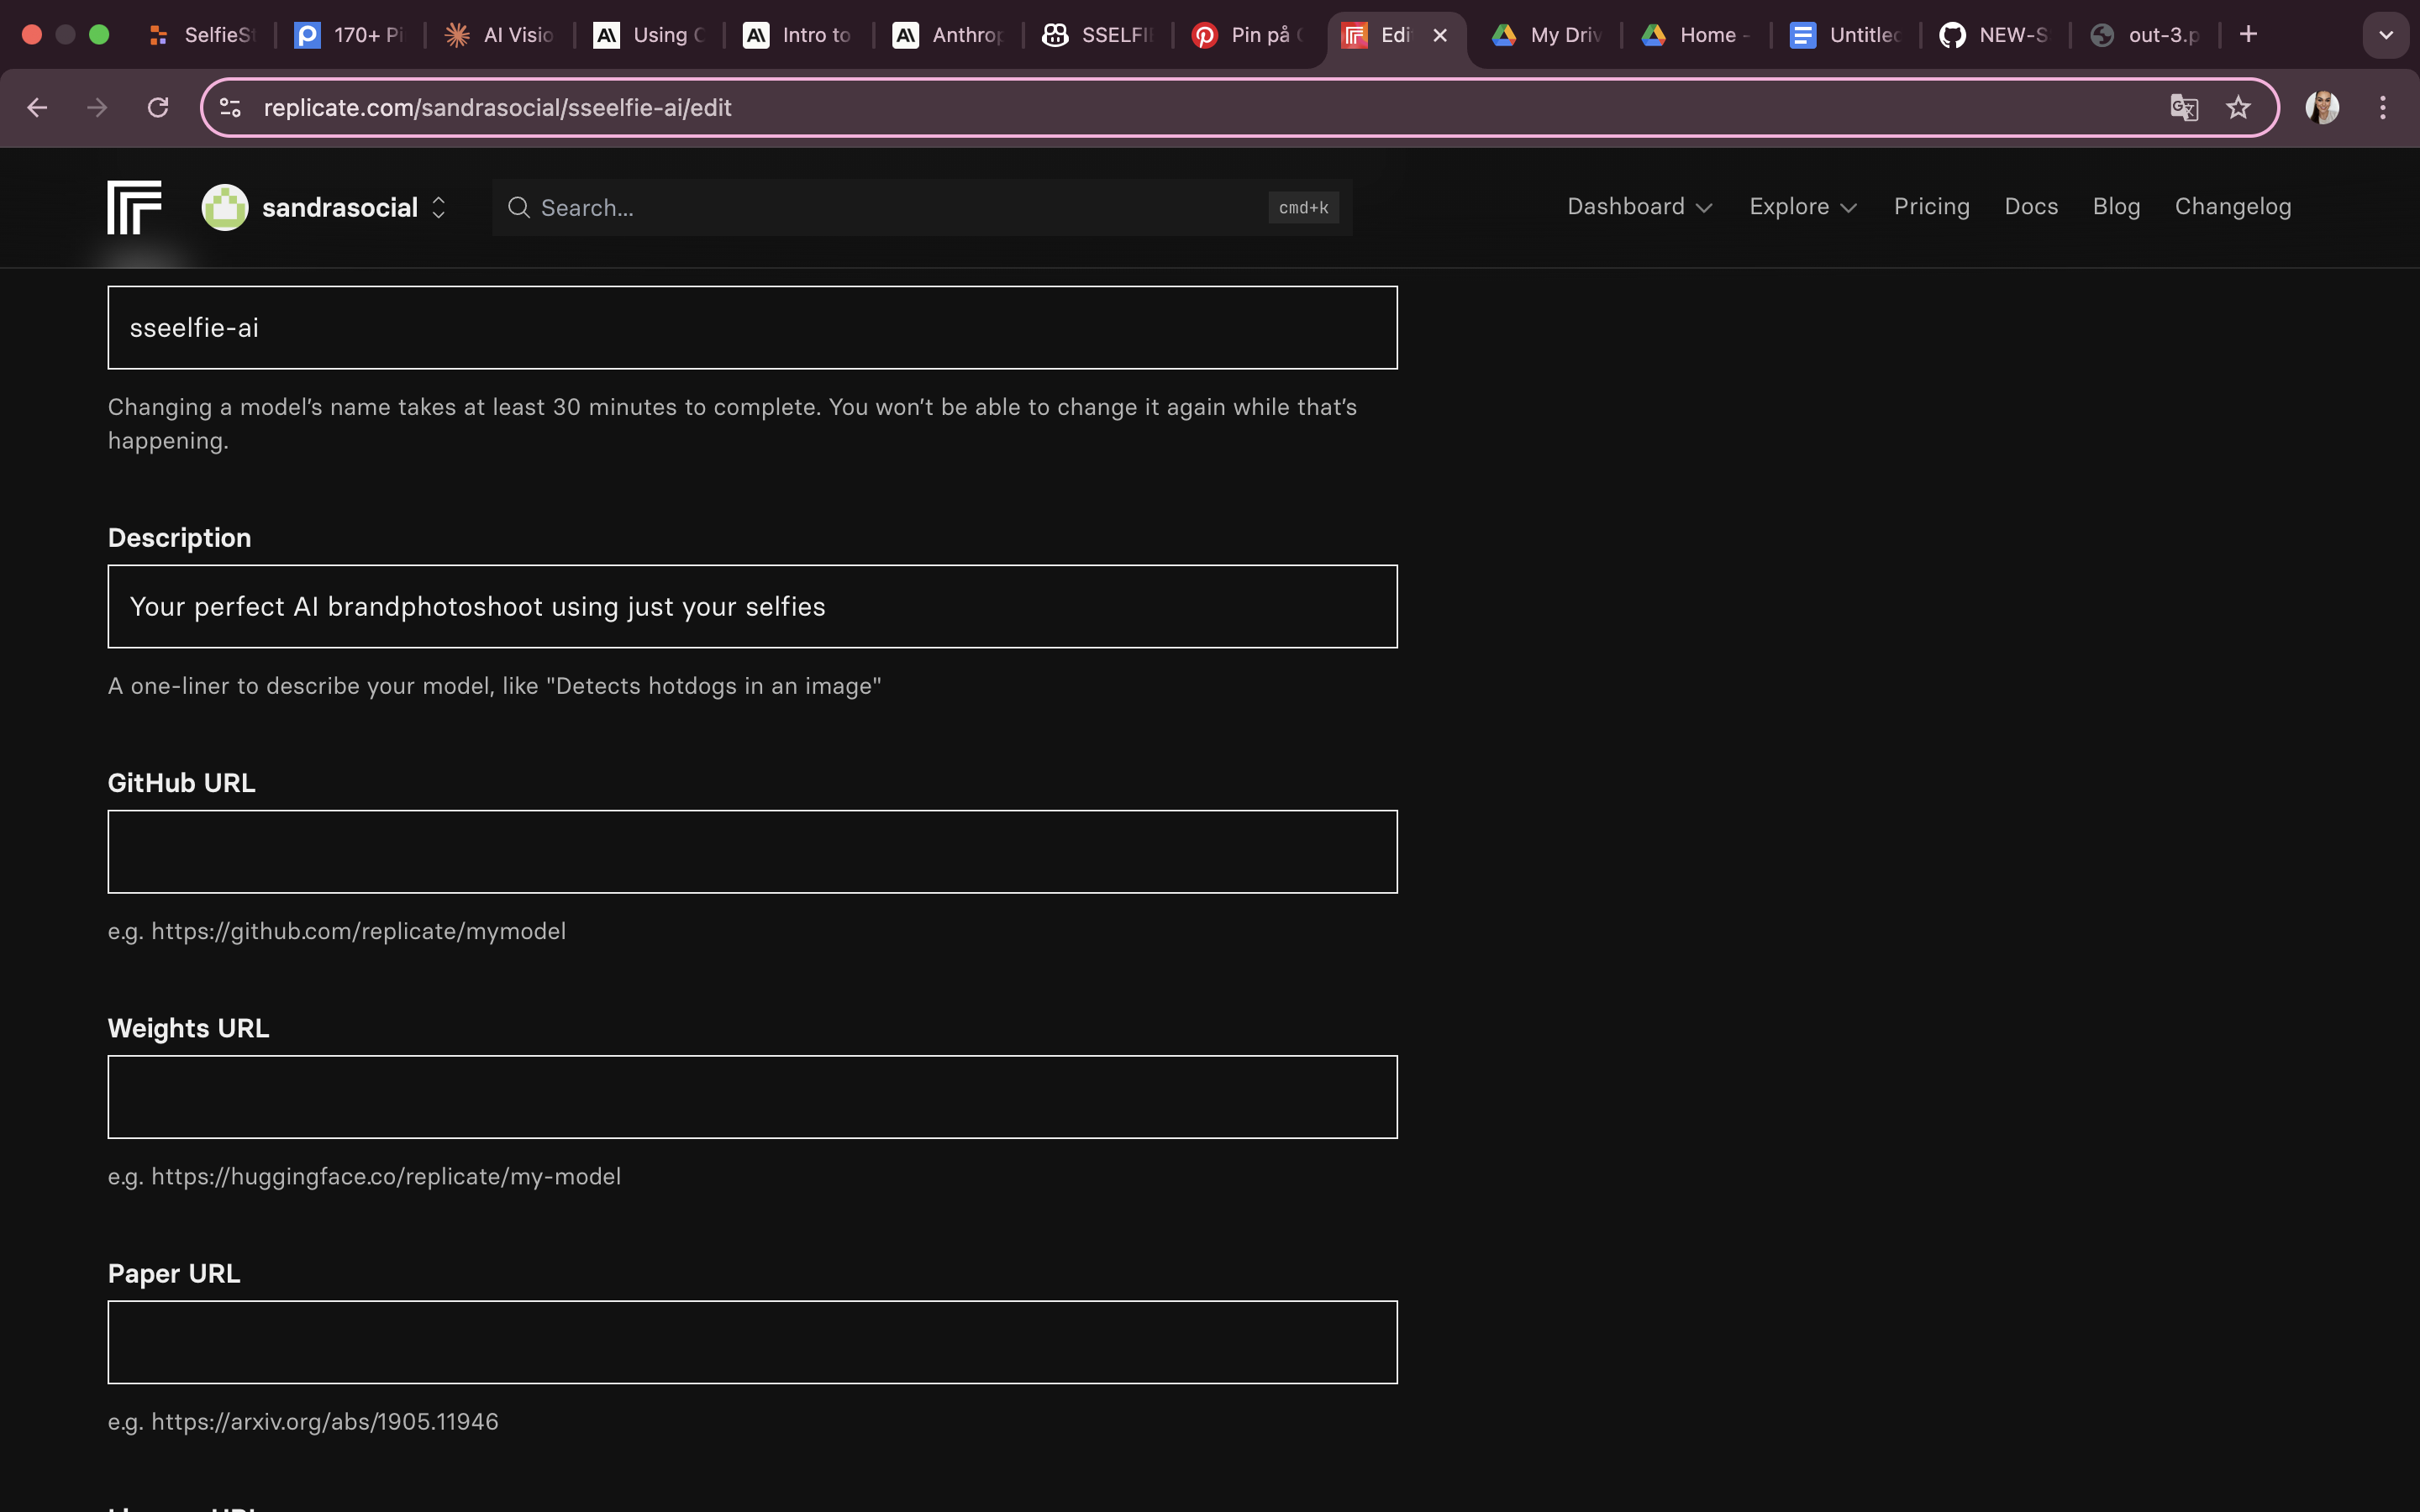 SelfieSt
170+ Pi
AI Visio
Using C
Intro to
Anthrop
SSELFIE
Pin på C
Edi
My Driv
Home -
Untitled
NEW-S
out-3.p
replicate.com/sandrasocial/sseelfie-ai/edit
sandrasocial
Search...
cmd+k
Dashboard
Explore
Pricing
Docs
Blog
Changelog
sseelfie-ai
Changing a model’s name takes at least 30 minutes to complete. You won’t be able to change it again while that’s
happening.
Description
Your perfect AI brandphotoshoot using just your selfies
A one-liner to describe your model, like "Detects hotdogs in an image"
GitHub URL
e.g. https://github.com/replicate/mymodel
Weights URL
e.g. https://huggingface.co/replicate/my-model
Paper URL
e.g. https://arxiv.org/abs/1905.11946